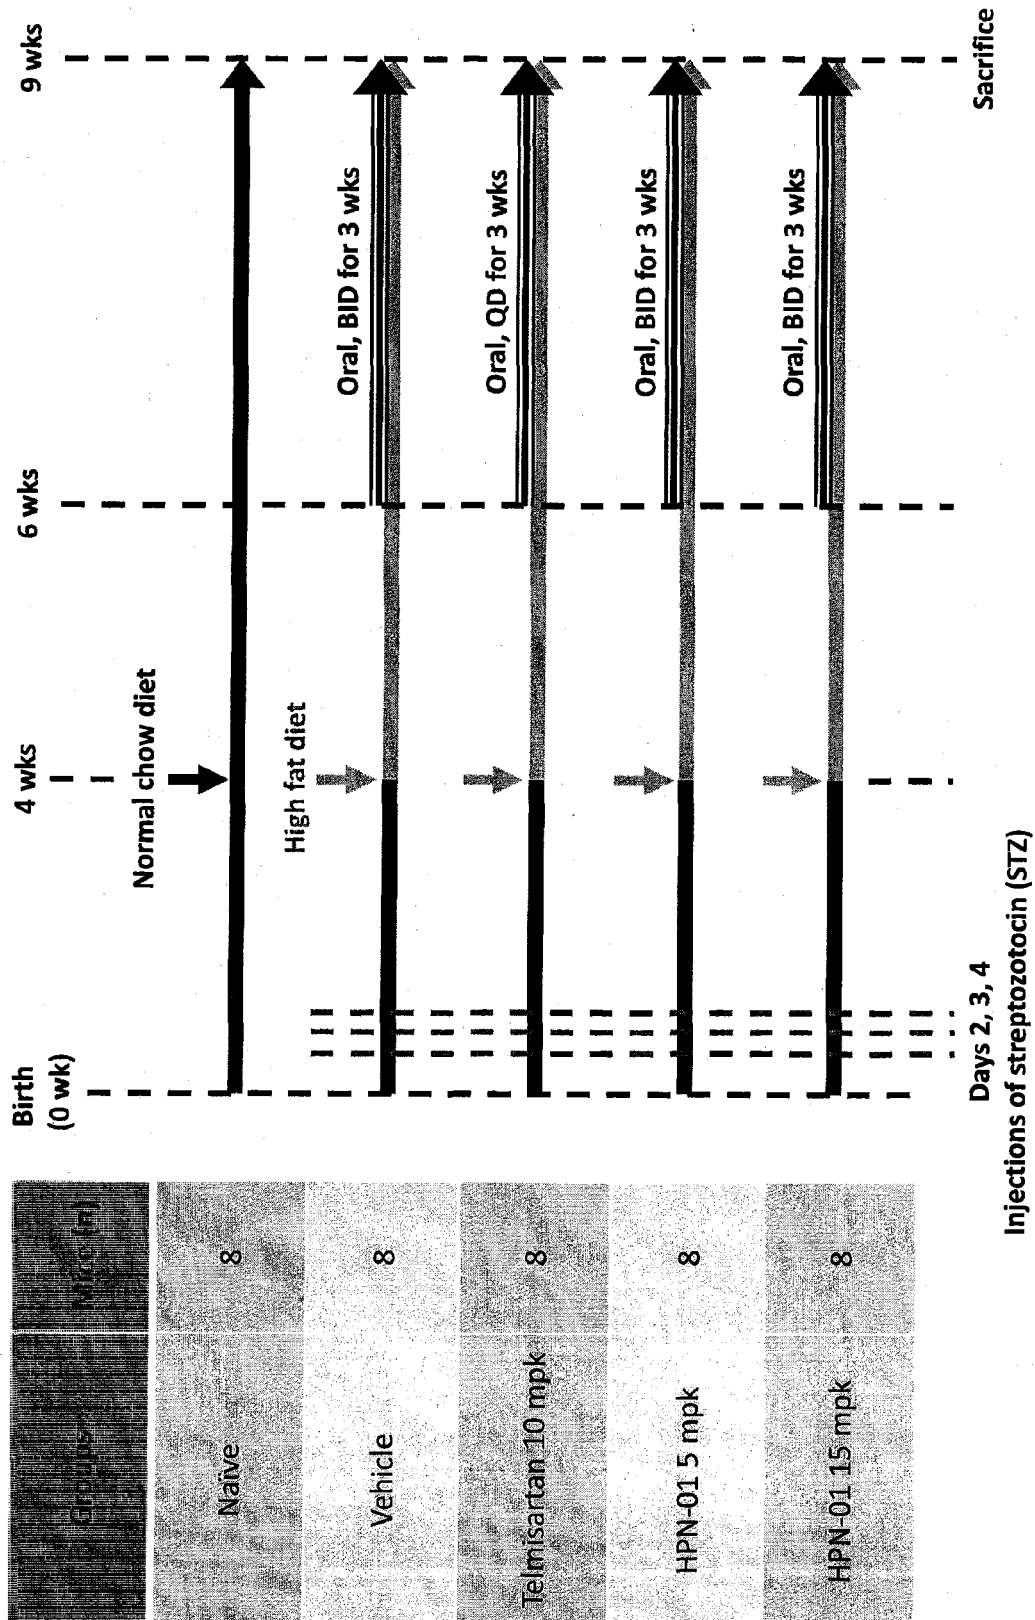 Groups
Mice (n)
Naïve
8
Vehicle
8
Telmisartan 10 mpk
8
HPN-01 5 mpk
8
HPN-01 15 mpk
8
Birth
(0 wk)
4 wks
6 wks
9 wks
Normal chow diet
High fat diet
Oral, BID for 3 wks
Oral, QD for 3 wks
Oral, BID for 3 wks
Oral, BID for 3 wks
Days 2, 3, 4
Injections of streptozotocin (STZ)
Sacrifice